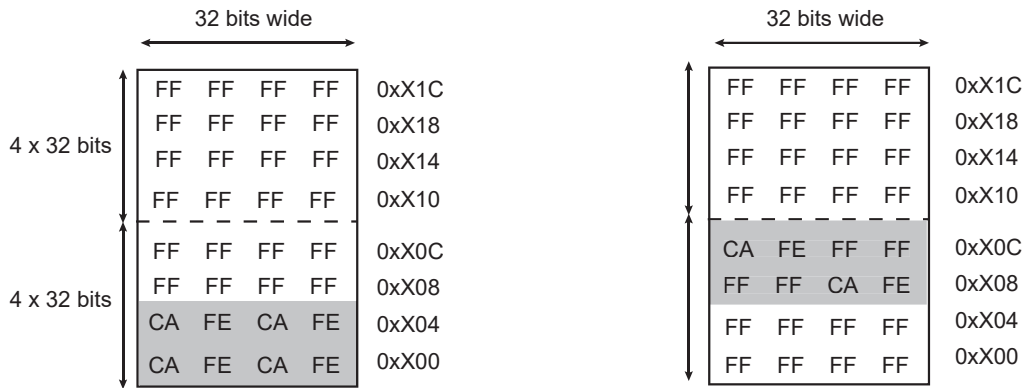 32 bits wide
FF FF FF FF 0xX1C
FF FF FF FF 0xX18
4 x 32 bits
FF FF FF FF 0xX14
FF FF FF FF 0xX10
FF FF FF FF 0xX0C
FF FF FF FF 0xX08
4 x 32 bits
CA FE CA FE 0xX04
CA FE CA FE 0xX00
32 bits wide
FF FF FF FF 0xX1C
FF FF FF FF 0xX18
FF FF FF FF 0xX14
FF FF FF FF 0xX10
CA FE FF FF 0xX0C
FF FF CA FE 0xX08
FF FF FF FF 0xX04
FF FF FF FF 0xX00